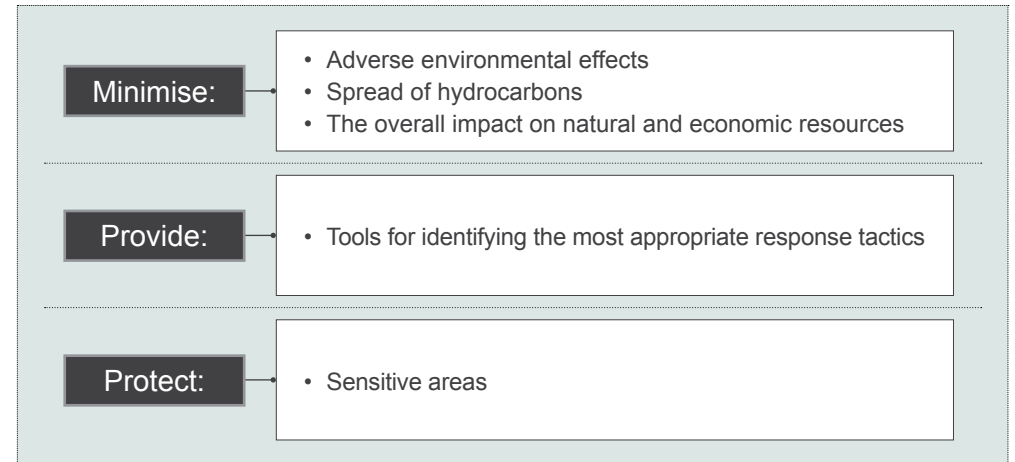 Minimise:
• Adverse environmental effects
• Spread of hydrocarbons
• The overall impact on natural and economic resources
Provide:
• Tools for identifying the most appropriate response tactics
Protect:
• Sensitive areas